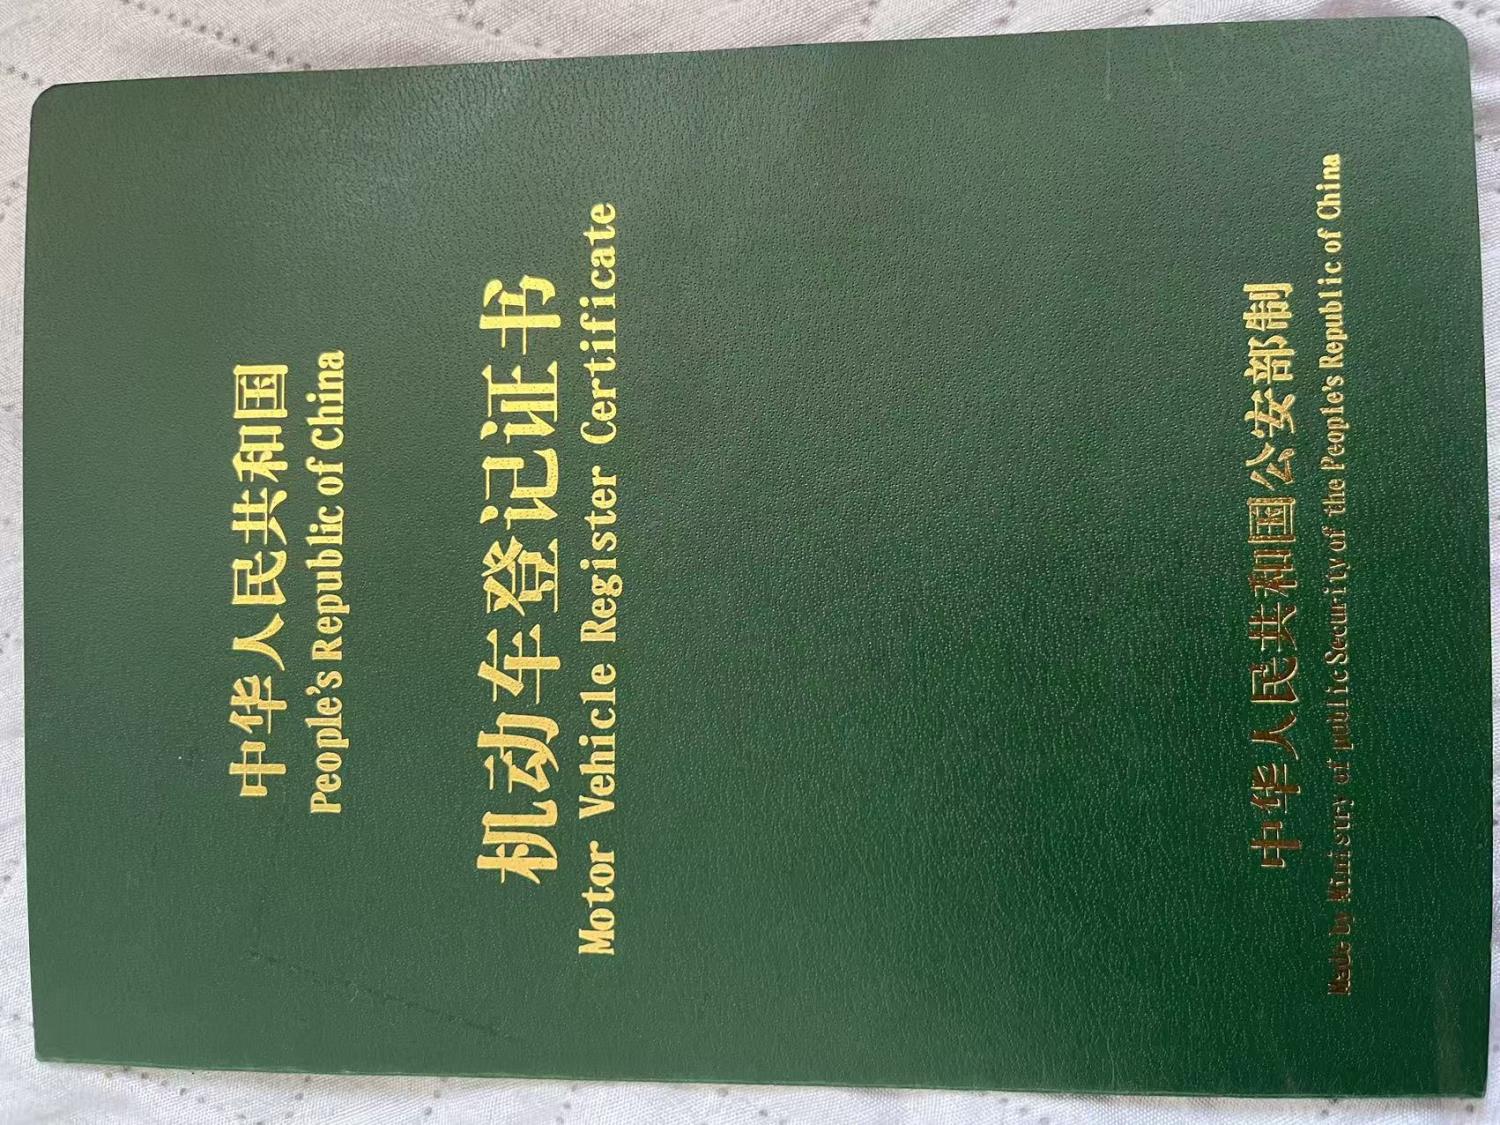 中华人民共和国
People's Republic of China
机动车登记证书
Motor Vehicle Register Certificate
中华人民共和国公安部制
Made by Ministry of public Security of the People's Republic of China